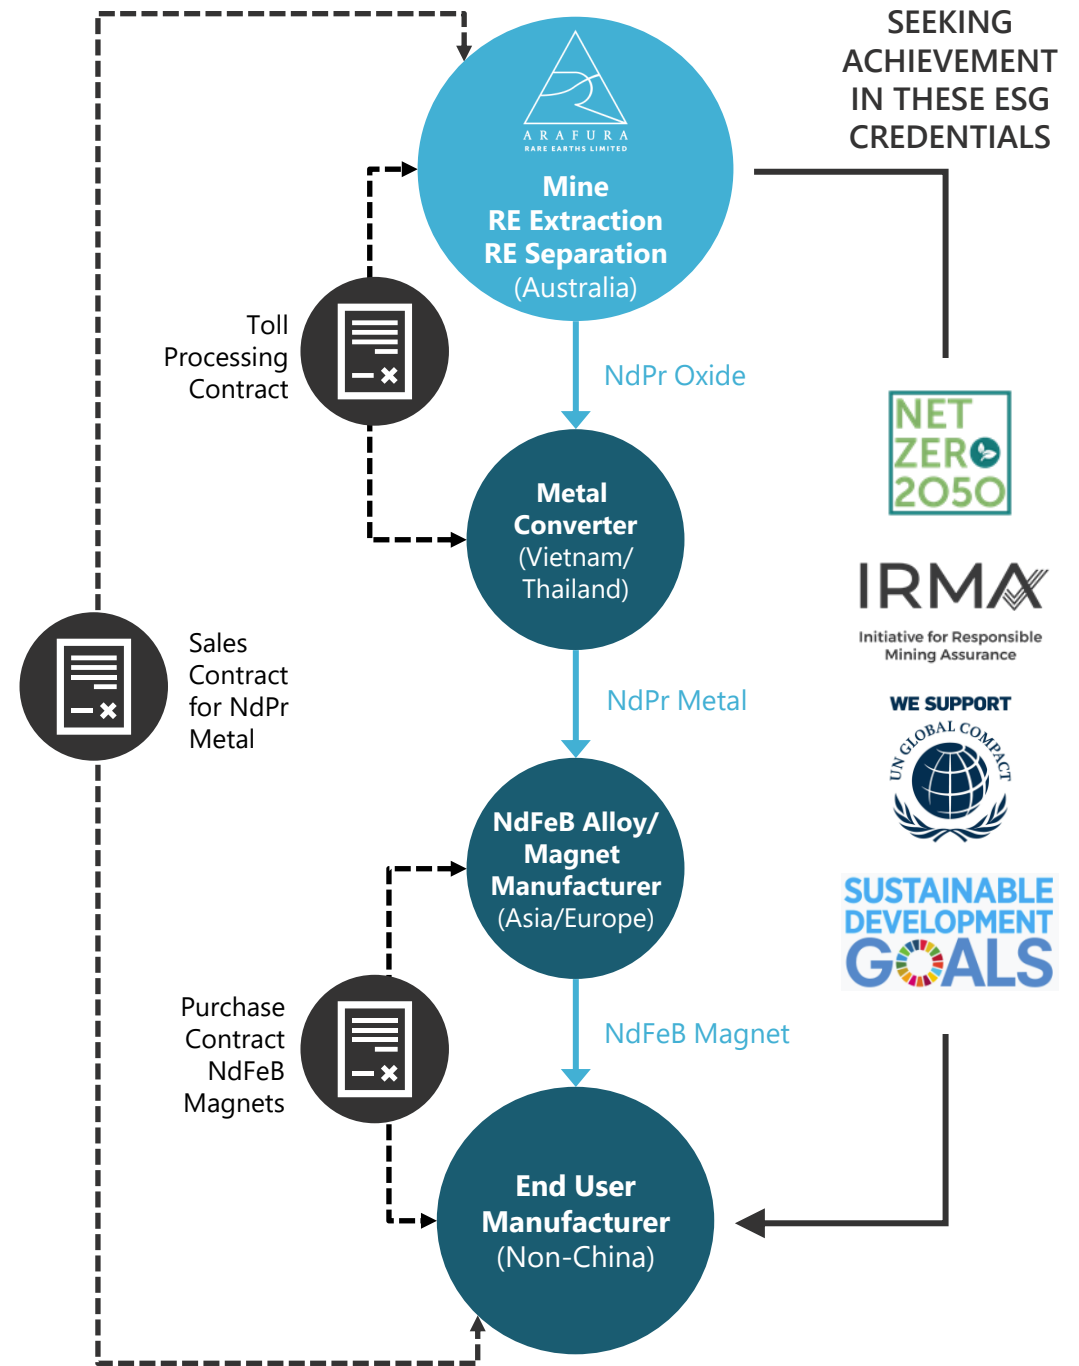 SEEKING
ACHIEVEMENT
IN THESE ESG
CREDENTIALS
ARAFURA
RARE EARTHS LIMITED
Mine
RE Extraction
RE Separation
(Australia)
Toll
Processing
Contract
NdPr Oxide
NET
ZERO
2050
Metal
Converter
(Vietnam/
Thailand)
IRMA
Initiative for Responsible
Mining Assurance
Sales
Contract
for NdPr
Metal
NdPr Metal
WE SUPPORT
UN GLOBAL COMPACT
NdFeB Alloy/
Magnet
Manufacturer
(Asia/Europe)
SUSTAINABLE
DEVELOPMENT
GOALS
Purchase
Contract
NdFeB
Magnets
NdFeB Magnet
End User
Manufacturer
(Non-China)